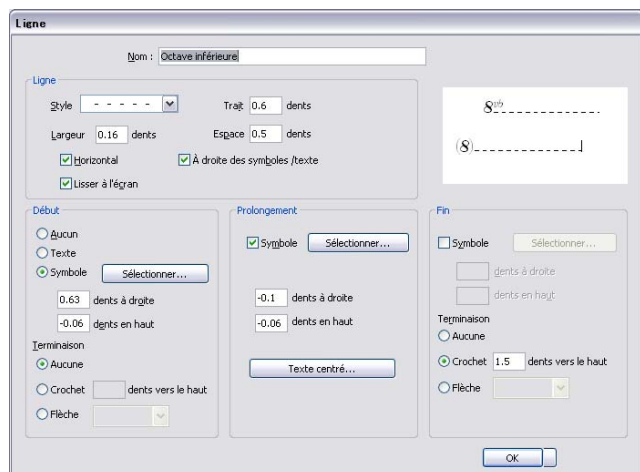 Ligne
Nom : Octave inférieure
Ligne
Style
Trait 0.6 dents
Largeur 0.16 dents
Espace 0.5 dents
Horizontal
À droite des symboles /texte
Lisser à l'écran
8vb
(8)
Début
Aucun
Texte
Symbole Sélectionner...
0.63 dents à droite
-0.06 dents en haut
Terminaison
Aucune
Crochet dents vers le haut
Flèche
Prolongement
Symbole Sélectionner...
-0.1 dents à droite
-0.06 dents en haut
Texte centré...
Fin
Symbole Sélectionner...
dents à droite
dents en haut
Terminaison
Aucune
Crochet 1.5 dents vers le haut
Flèche
OK